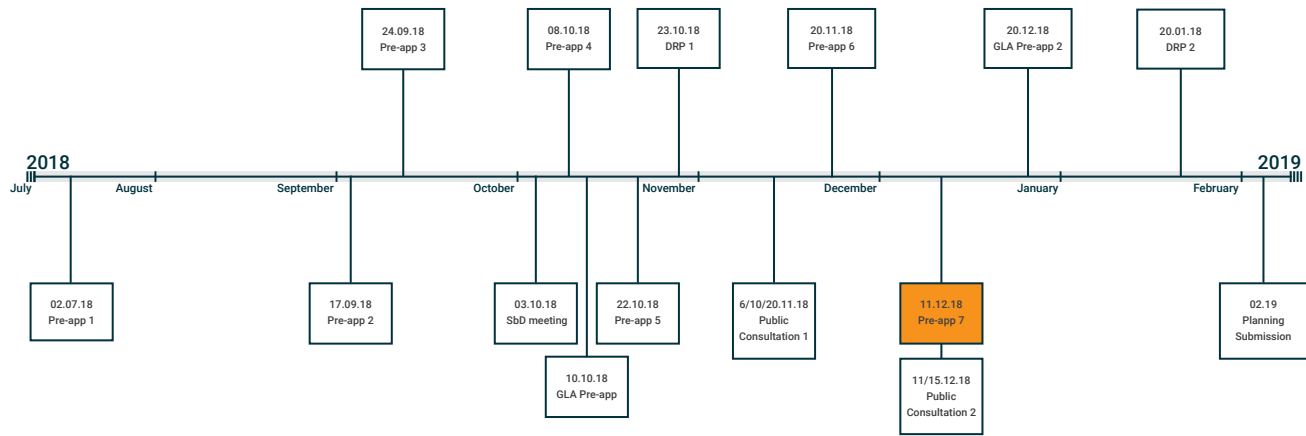 24.09.18
Pre-app 3
08.10.18
Pre-app 4
23.10.18
DRP 1
20.11.18
Pre-app 6
20.12.18
GLA Pre-app 2
20.01.18
DRP 2
2018
2019
July
August
September
October
November
December
January
February
02.07.18
Pre-app 1
17.09.18
Pre-app 2
03.10.18
SbD meeting
22.10.18
Pre-app 5
6/10/20.11.18
Public
Consultation 1
11.12.18
Pre-app 7
02.19
Planning
Submission
10.10.18
GLA Pre-app
11/15.12.18
Public
Consultation 2